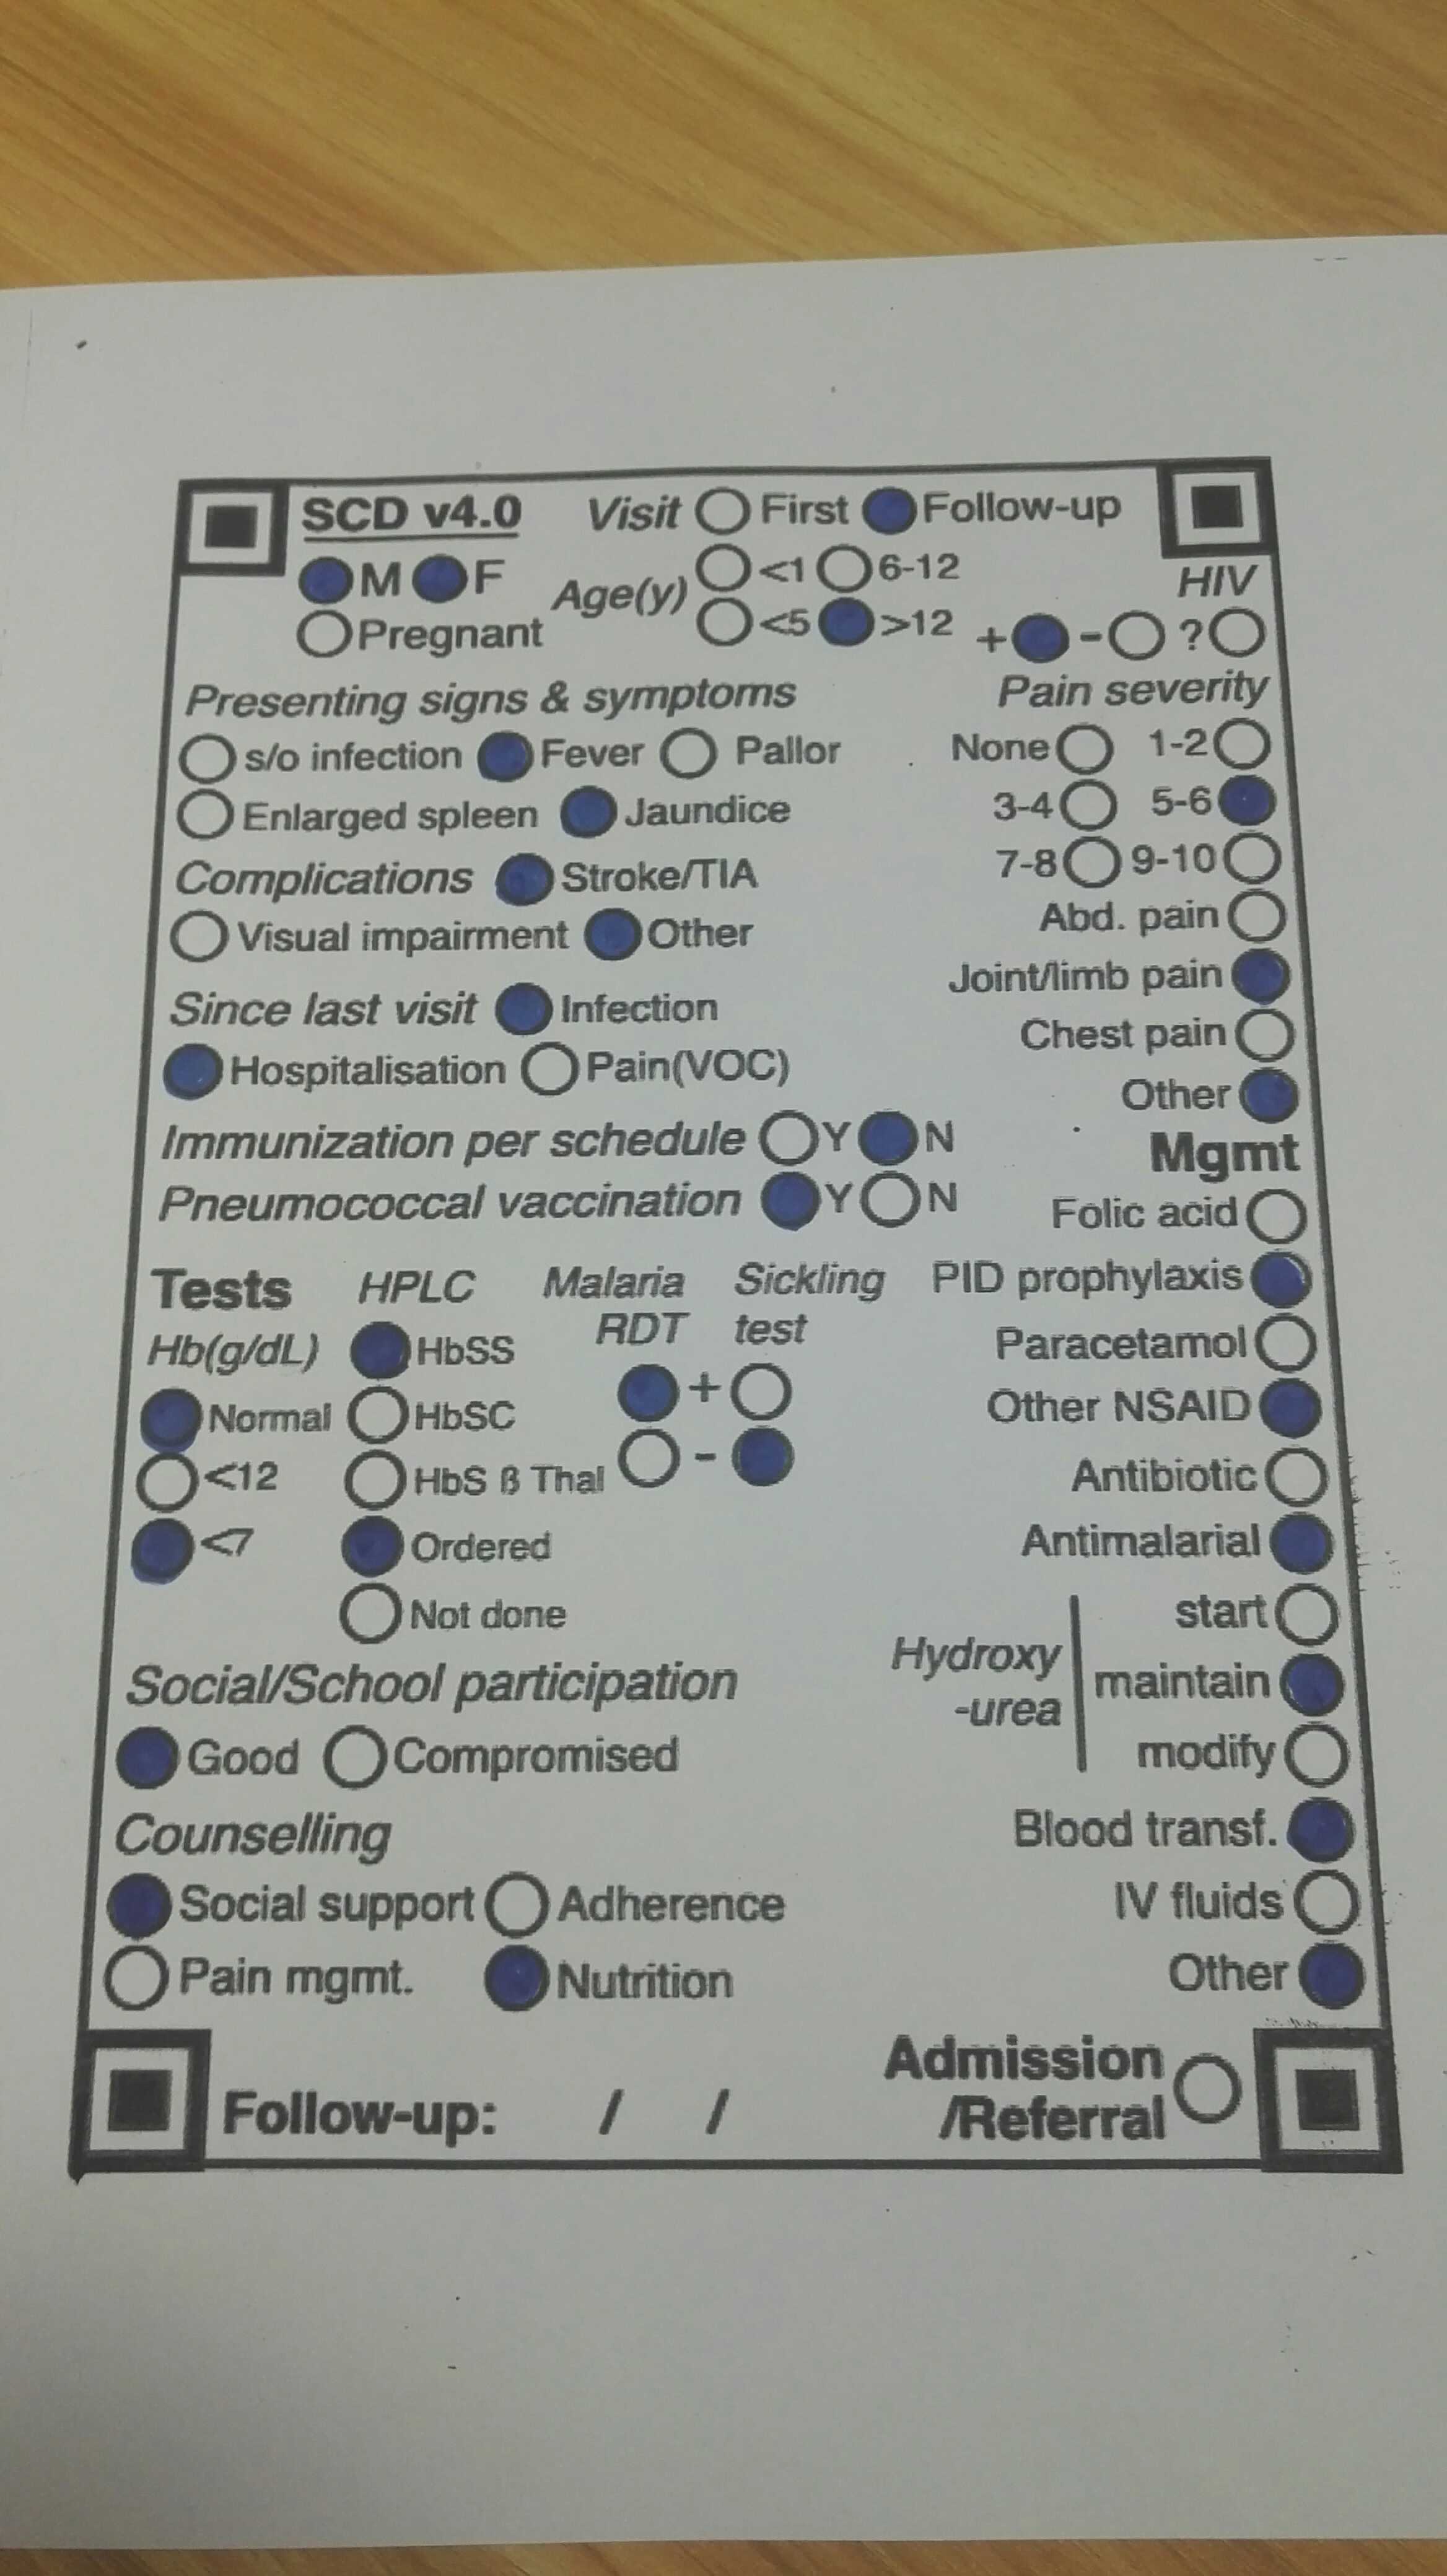 SCD v4.0 Visit First Follow-up
M F Age(y) <1 6-12 HIV
Pregnant <5 >12 + - ?
Presenting signs & symptoms Pain severity
s/o infection Fever Pallor None 1-2
Enlarged spleen Jaundice 3-4 5-6
Complications Stroke/TIA 7-8 9-10
Visual impairment Other Abd. pain
Since last visit Infection Joint/limb pain
Hospitalisation Pain(VOC) Chest pain
Other
Immunization per schedule Y N Mgmt
Pneumococcal vaccination Y N Folic acid
Tests HPLC Malaria Sickling PID prophylaxis
Hb(g/dL) HbSS RDT test Paracetamol
Normal HbSC + Other NSAID
<12 HbS ß Thal - Antibiotic
<7 Ordered Antimalarial
Not done start
Social/School participation Hydroxy maintain
-urea
Good Compromised modify
Counselling Blood transf.
Social support Adherence IV fluids
Pain mgmt. Nutrition Other
Follow-up: / / Admission
/Referral